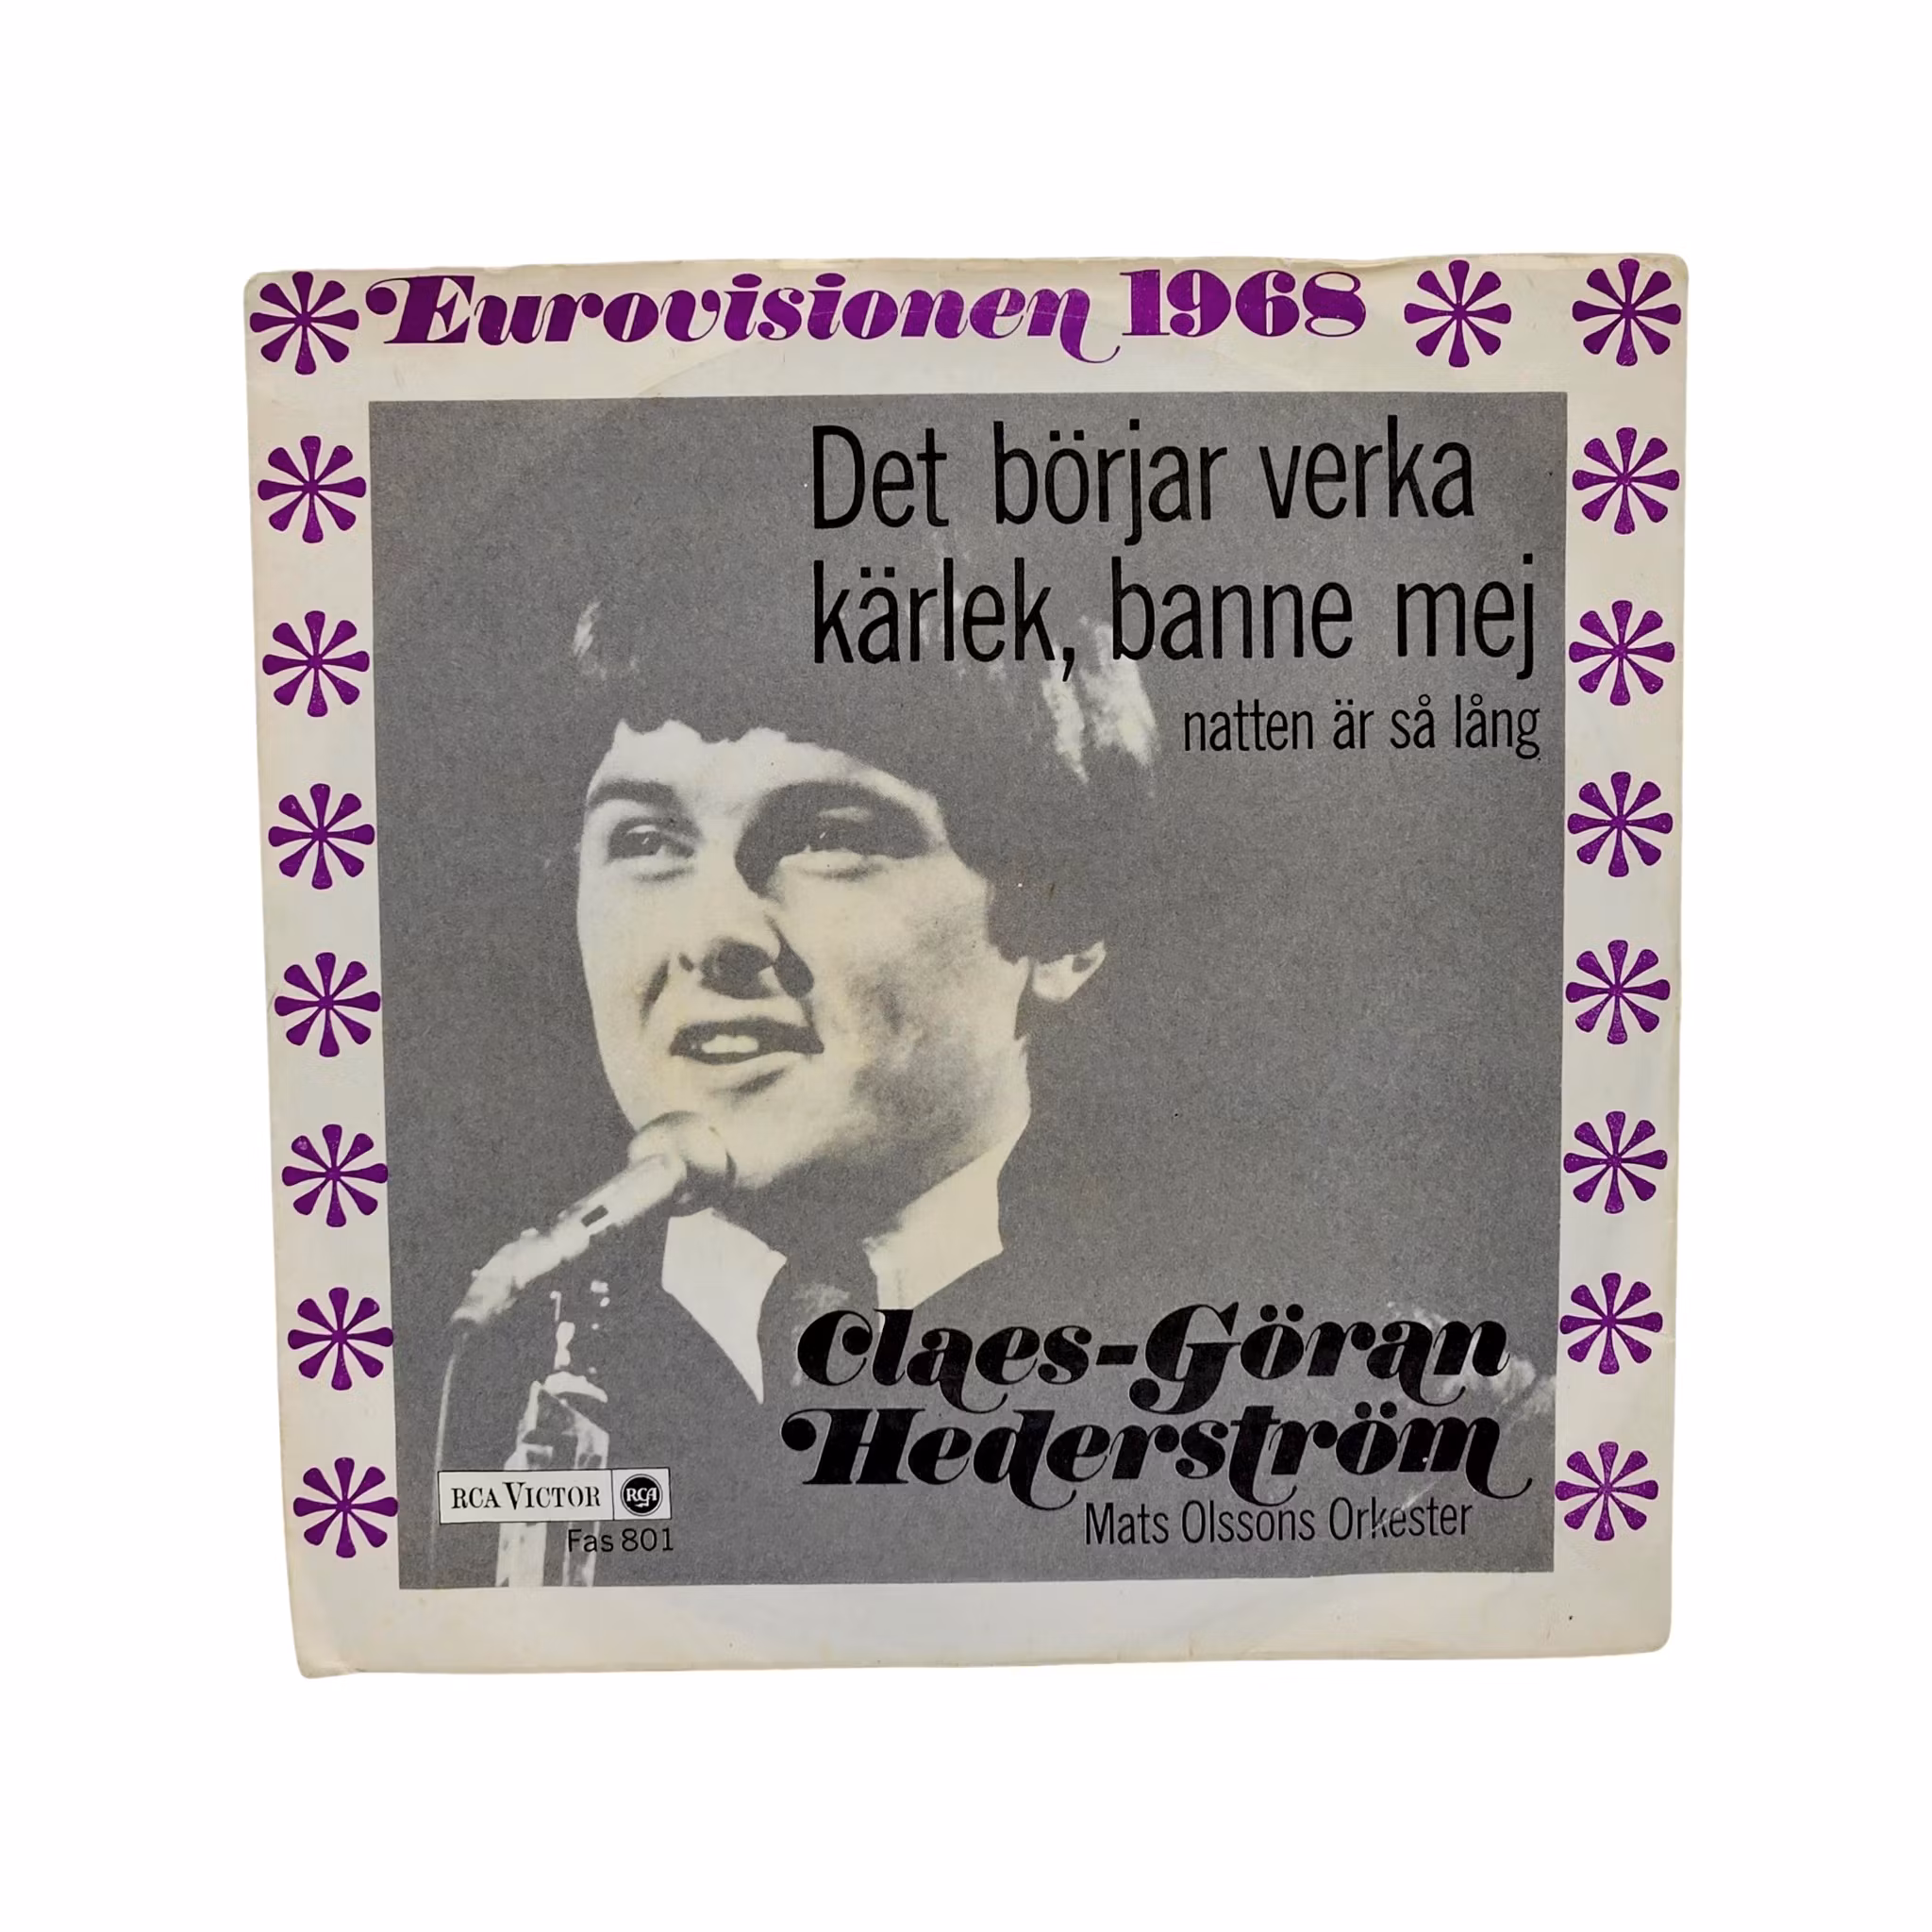 Eurovisionen 1968
Det börjar verka
kärlek, banne mej
natten är så lång
Claes-Göran
Hederström
Mats Olssons Orkester
RCA VICTOR RCA
Fas 801